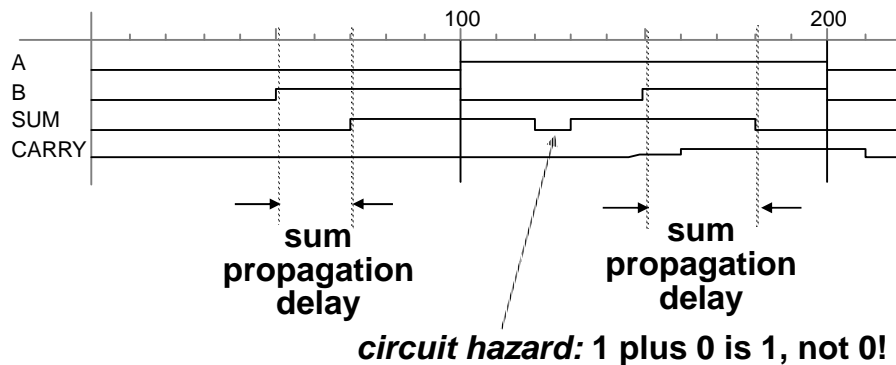 100 200
A
B
SUM
CARRY
sum sum
propagation propagation
delay delay
circuit hazard: 1 plus 0 is 1, not 0!